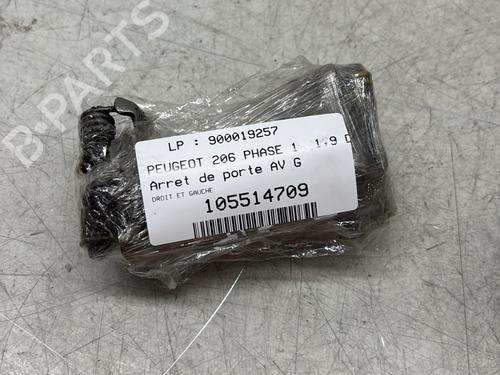 B-PARTS
LP : 900019257
PEUGEOT 206 PHASE 1 1.9 D
Arret de porte AV G
DROIT ET GAUCHE
105514709